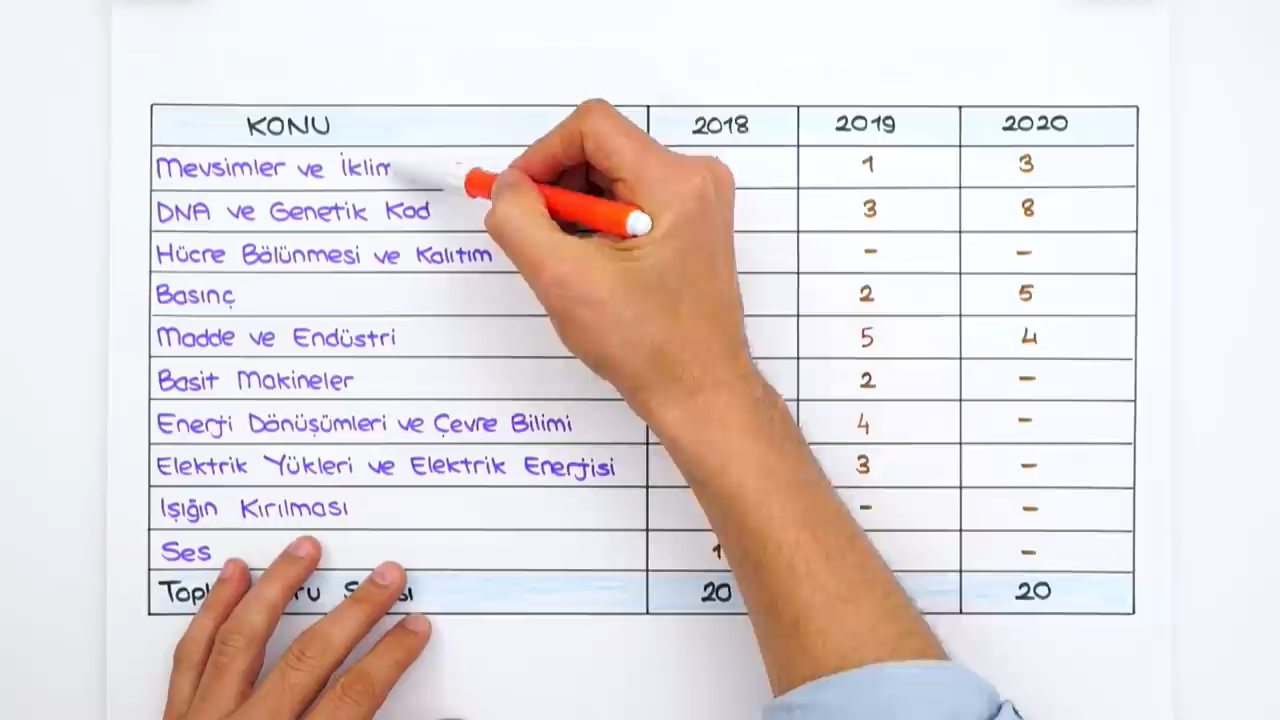 KONU 2018 2019 2020
Mevsimler ve 1 3
DNA ve Genetik Kod 3 8
Hücre Bölünmesi ve Kalıtım - -
Basınç 2 5
Madde ve Endüstri 5 4
Basit Makineler 2 -
Enerji Dönüşümleri ve Çevre Bilimi 4 -
Elektrik Yükleri ve Elektrik Enerjisi 3 -
Işığın Kırılması - -
Ses 1 -
20 20